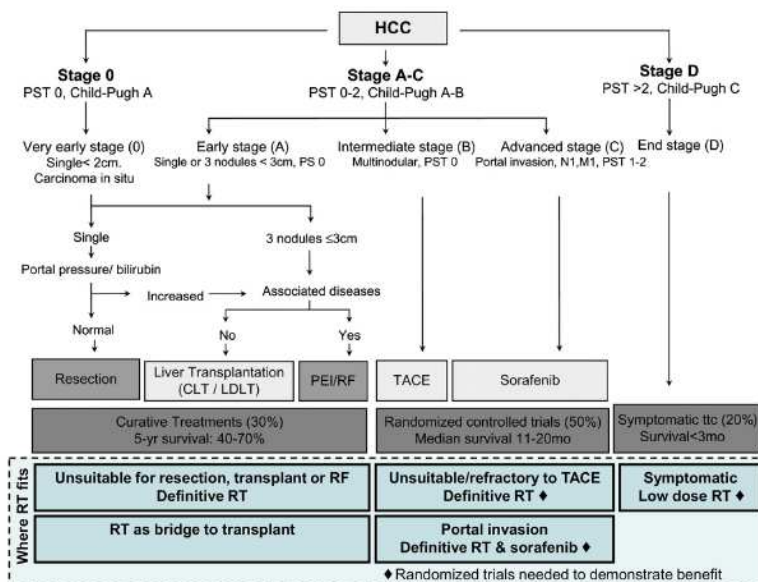 HCC
Stage 0
PST 0, Child-Pugh A
Stage A-C
PST 0-2, Child-Pugh A-B
Stage D
PST >2, Child-Pugh C
Very early stage (0)
Single< 2cm.
Carcinoma in situ
Early stage (A)
Single or 3 nodules < 3cm, PS 0
Intermediate stage (B)
Multinodular, PST 0
Advanced stage (C)
Portal invasion, N1,M1, PST 1-2
End stage (D)
Single
3 nodules ≤3cm
Portal pressure/ bilirubin
Increased
Associated diseases
Normal
No
Yes
Resection
Liver Transplantation
(CLT / LDLT)
PEI/RF
TACE
Sorafenib
Curative Treatments (30%)
5-yr survival: 40-70%
Randomized controlled trials (50%)
Median survival 11-20mo
Symptomatic ttc (20%)
Survival<3mo
Where RT fits
Unsuitable for resection, transplant or RF
Definitive RT
Unsuitable/refractory to TACE
Definitive RT ♦
Symptomatic
Low dose RT ♦
RT as bridge to transplant
Portal invasion
Definitive RT & sorafenib ♦
♦ Randomized trials needed to demonstrate benefit